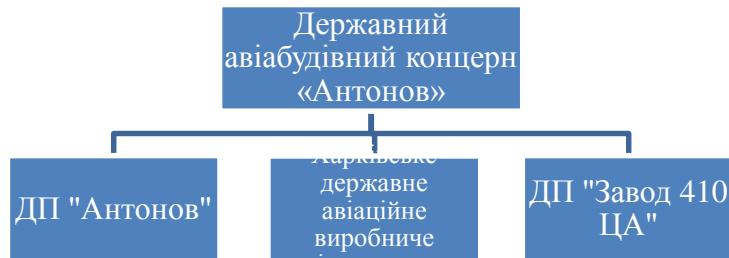 Державний
авіабудівний концерн
«Антонов»
ДП "Антонов"
Харківське
державне
авіаційне
виробниче
ДП "Завод 410
ЦА"